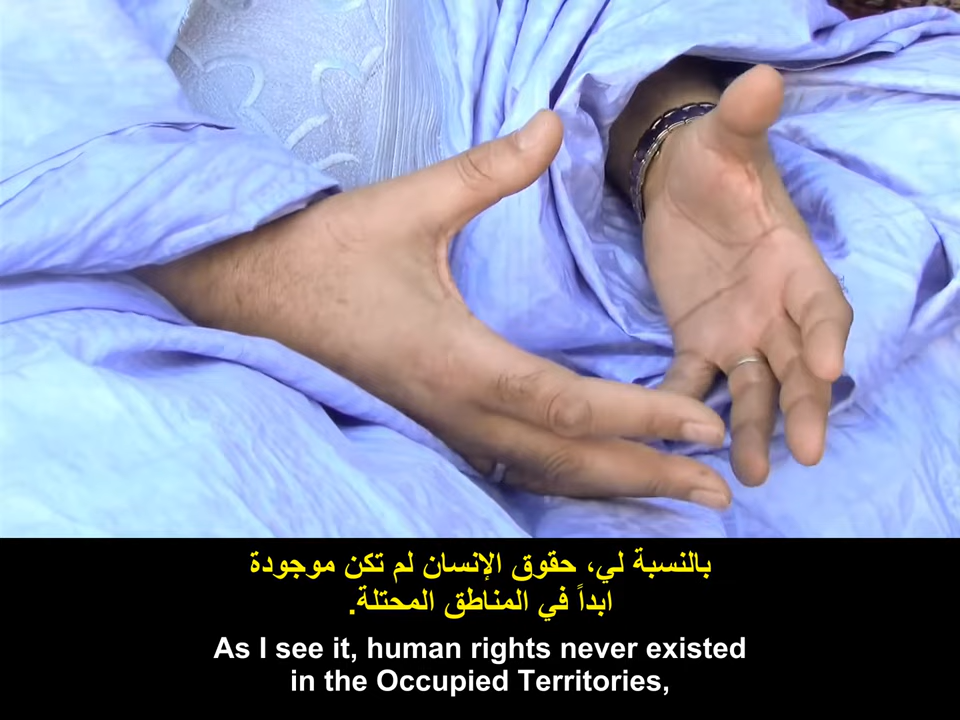 بالنسبة لي، حقوق الإنسان لم تكن موجودة
ابداً في المناطق المحتلة.
As I see it, human rights never existed
in the Occupied Territories,